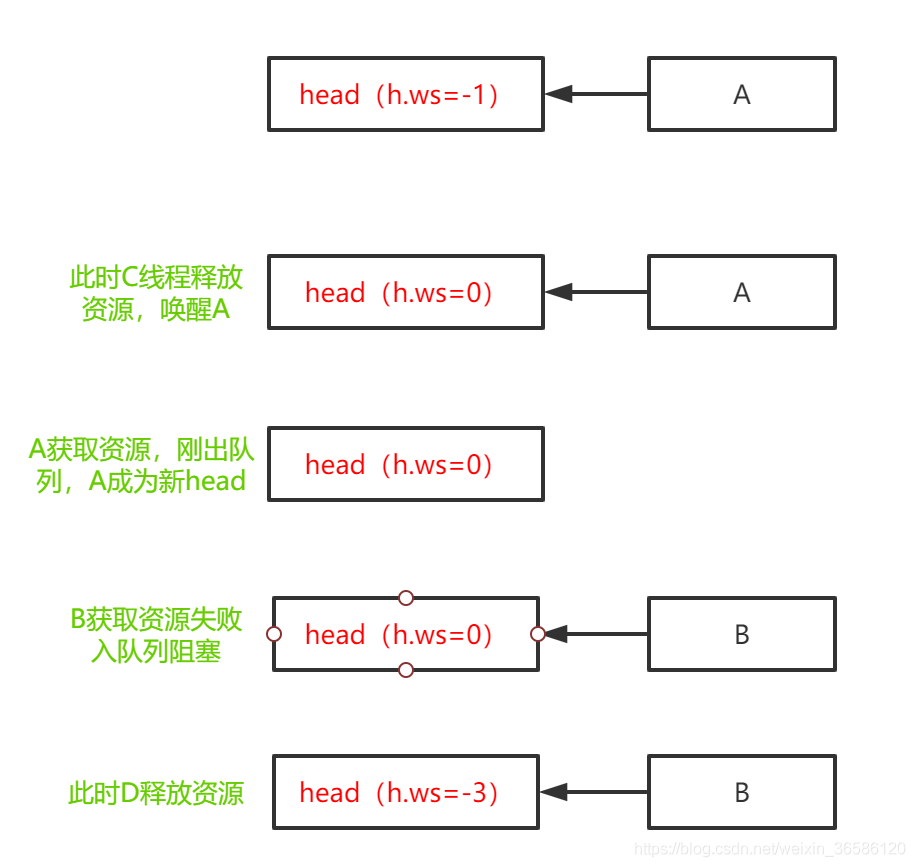 head（h.ws=-1）
A
此时C线程释放
资源，唤醒A
head（h.ws=0）
A
A获取资源，刚出队
列，A成为新head
head（h.ws=0）
B获取资源失败
入队列阻塞
head（h.ws=0）
B
此时D释放资源
head（h.ws=-3）
B
https://blog.csdn.net/weixin_36586120